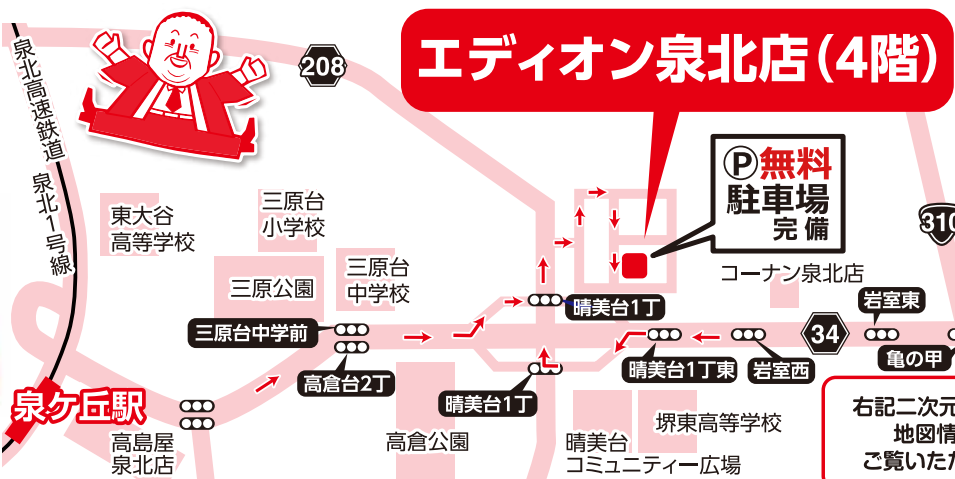 エディオン泉北店（4階）
208
泉北高速鉄道 泉北1号線
P無料
駐車場
完備
310
東大谷
高等学校
三原台
小学校
三原公園
三原台
中学校
コーナン泉北店
晴美台1丁
岩室東
三原台中学前
34
亀の甲
高倉台2丁
晴美台1丁東
岩室西
晴美台1丁
泉ケ丘駅
高島屋
泉北店
高倉公園
晴美台
コミュニティー広場
堺東高等学校
右記二次元
地図情
ご覧いただ